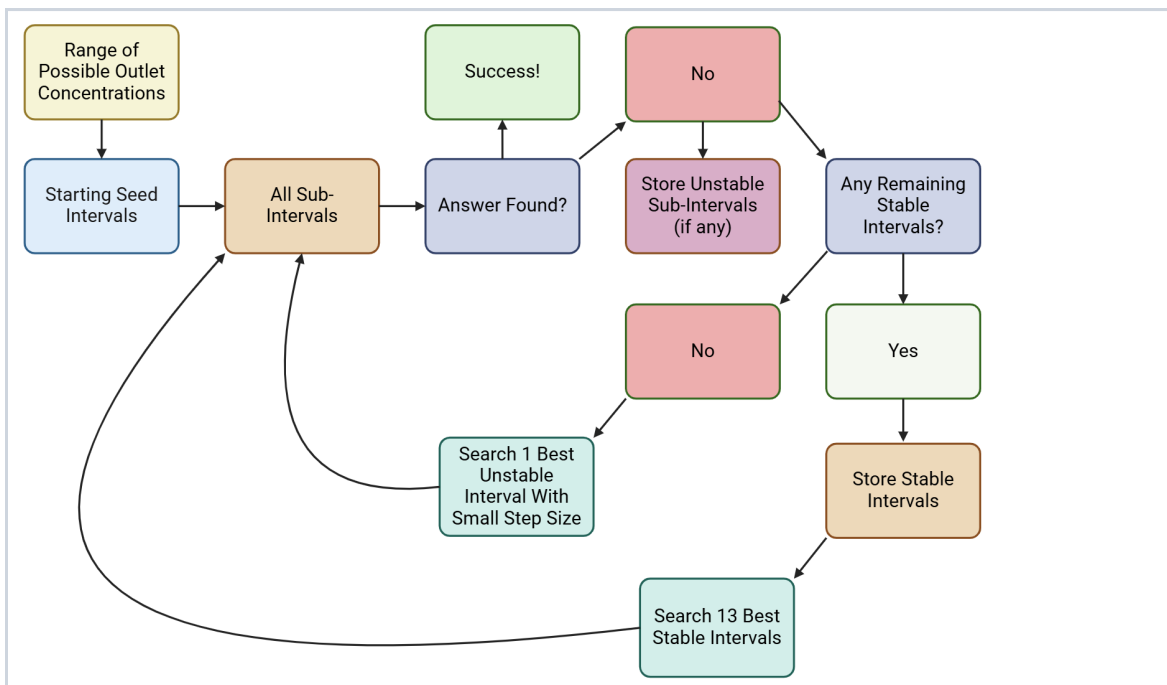 Range of
Possible Outlet
Concentrations
Success!
No
Starting Seed
Intervals
All Sub-
Intervals
Answer Found?
Store Unstable
Sub-Intervals
(if any)
Any Remaining
Stable
Intervals?
No
Yes
Search 1 Best
Unstable
Interval With
Small Step Size
Store Stable
Intervals
Search 13 Best
Stable Intervals